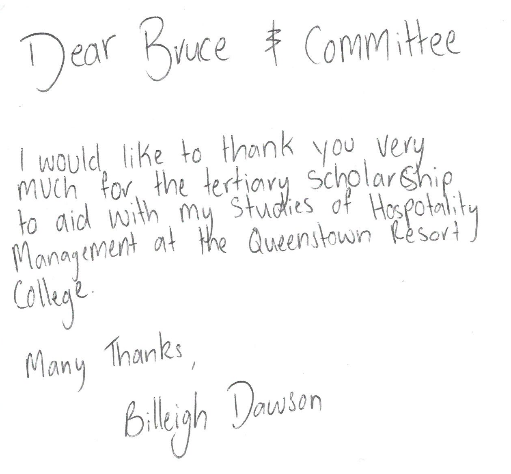 Dear Bruce & Committee
I would like to thank you very
much for the tertiary scholarship
to aid with my Studies of Hospotality
Management at the Queenstown Resort
College.
Many Thanks,
Billeigh Dawson